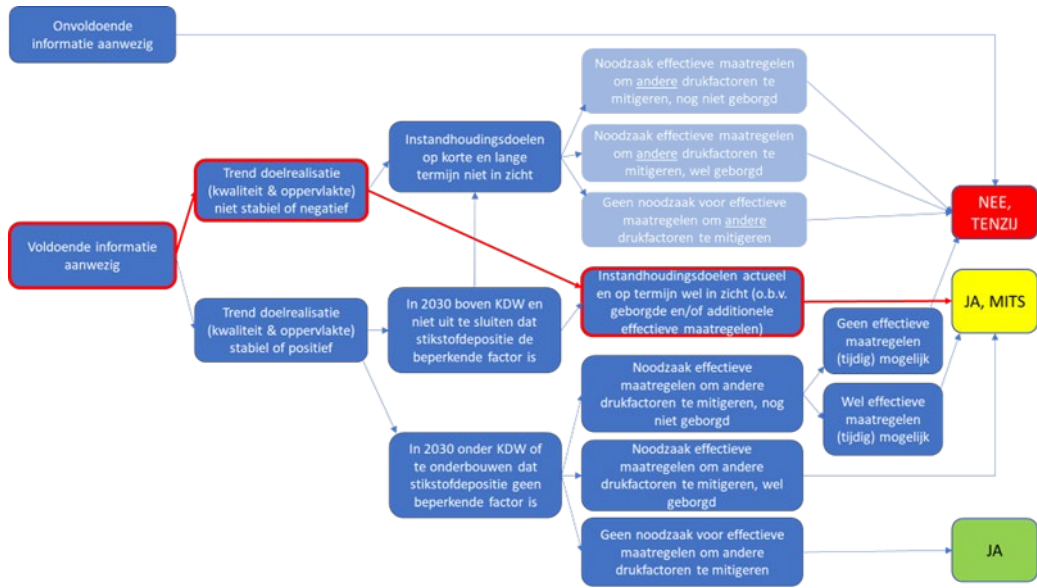 Onvoldoende
informatie aanwezig
Noodzaak effectieve maatregelen
om andere drukfactoren te
mitigeren, nog niet geborgd
Instandhoudingsdoelen
op korte en lange
termijn niet in zicht
Noodzaak effectieve maatregelen
om andere drukfactoren te
mitigeren, wel geborgd
Trend doelrealisatie
(kwaliteit & oppervlakte)
niet stabiel of negatief
Geen noodzaak voor effectieve
maatregelen om andere
drukfactoren te mitigeren
NEE,
TENZIJ
Voldoende informatie
aanwezig
Instandhoudingsdoelen actueel
en op termijn wel in zicht (o.b.v.
geborgde en/of additionele
effectieve maatregelen)
JA, MITS
Trend doelrealisatie
(kwaliteit & oppervlakte)
stabiel of positief
In 2030 boven KDW en
niet uit te sluiten dat
stikstofdepositie de
beperkende factor is
Geen effectieve
maatregelen
(tijdig) mogelijk
Noodzaak effectieve
maatregelen om andere
drukfactoren te mitigeren, nog
niet geborgd
Wel effectieve
maatregelen
(tijdig) mogelijk
In 2030 onder KDW of
te onderbouwen dat
stikstofdepositie geen
beperkende factor is
Noodzaak effectieve
maatregelen om andere
drukfactoren te mitigeren, wel
geborgd
Geen noodzaak voor effectieve
maatregelen om andere
drukfactoren te mitigeren
JA